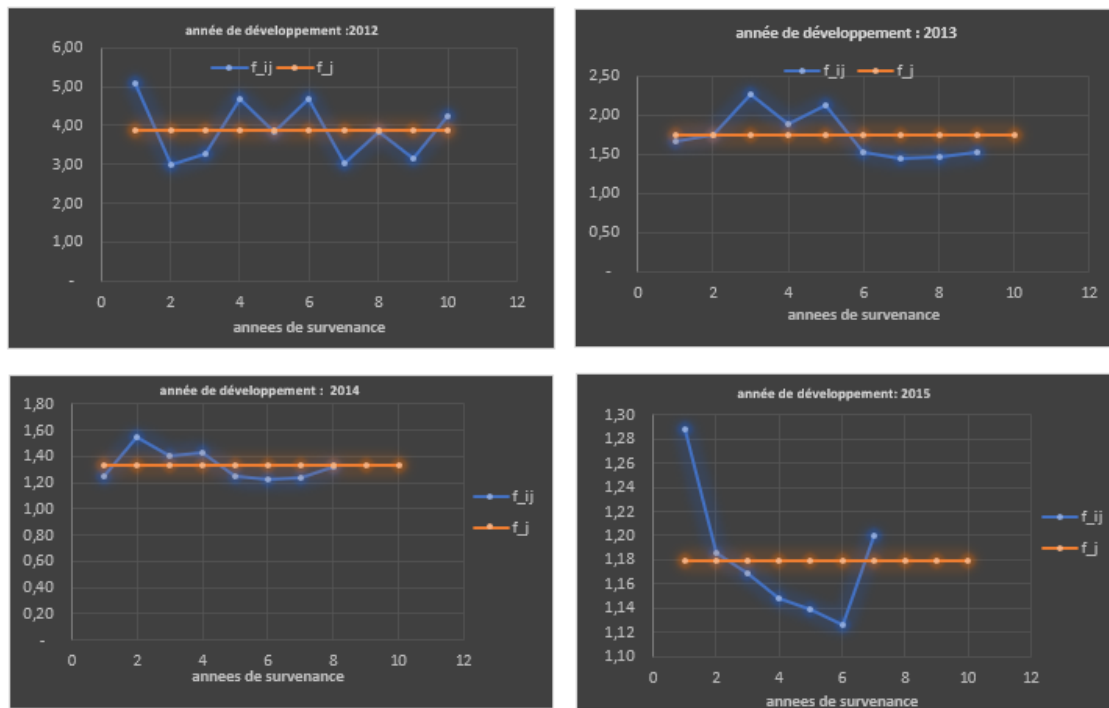 année de développement :2012
6,00
f_ij f_j
5,00
4,00
3,00
2,00
1,00
-
0 2 4 6 8 10 12
annees de survenance
année de développement : 2013
2,50
f_ij f_j
2,00
1,50
1,00
0,50
-
0 2 4 6 8 10 12
annees de survenance
année de développement : 2014
1,80
1,60
1,40
1,20
1,00
0,80
0,60
0,40
0,20
-
f_ij
f_j
0 2 4 6 8 10 12
annees de survenance
année de développement: 2015
1,30
1,28
1,26
1,24
1,22
1,20
1,18
1,16
1,14
1,12
1,10
f_ij
f_j
0 2 4 6 8 10 12
annees de survenance